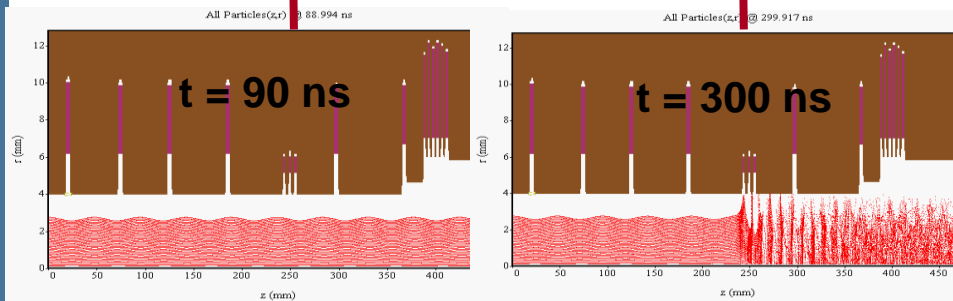 All Particles(z,r) @ 88.994 ns
t = 90 ns
12
10
8
6
4
2
0
r (mm)
0 50 100 150 200 250 300 350 400
z (mm)
All Particles(z,r) @ 299.917 ns
t = 300 ns
12
10
8
6
4
2
0
r (mm)
0 50 100 150 200 250 300 350 400 450
z (mm)